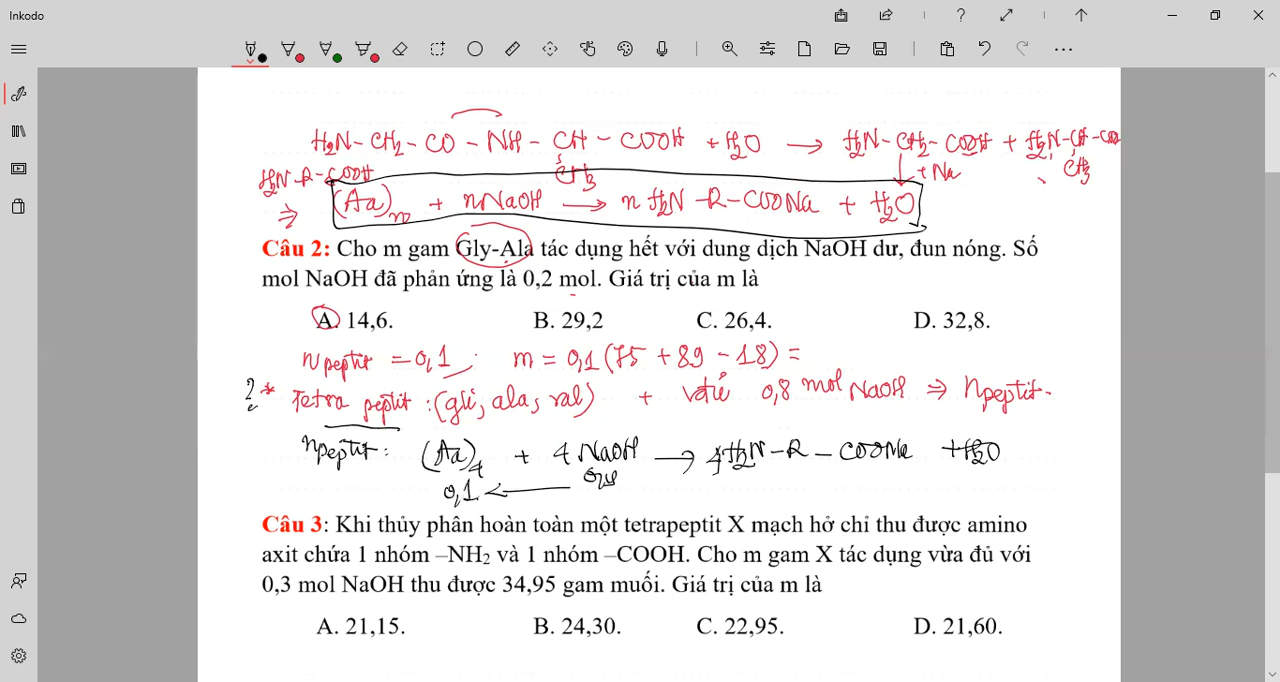 Inkodo
H₂N-CH₂-CO-NH-CH-COOH + H₂O → H₂N-CH₂-COOH + H₂N-CH-CO
H₂N-R-COOH CH₃ +Na CH₃
⇒ (Aa)n + nNaOH → n H₂N-R-COONa + H₂O
Câu 2: Cho m gam Gly-Ala tác dụng hết với dung dịch NaOH dư, đun nóng. Số
mol NaOH đã phản ứng là 0,2 mol. Giá trị của m là
A. 14,6. B. 29,2 C. 26,4. D. 32,8.
npeptit = 0,1 ; m = 0,1(75 + 89 - 18) =
? * Tetra peptit : (gli, ala, val) + vđủ 0,8 mol NaOH ⇒ npeptit.
npeptit : (Aa)₄ + 4 NaOH → 4H₂N-R-COONa + H₂O
0,1 ← 0,4
Câu 3: Khi thủy phân hoàn toàn một tetrapeptit X mạch hở chỉ thu được amino
axit chứa 1 nhóm –NH₂ và 1 nhóm –COOH. Cho m gam X tác dụng vừa đủ với
0,3 mol NaOH thu được 34,95 gam muối. Giá trị của m là
A. 21,15. B. 24,30. C. 22,95. D. 21,60.